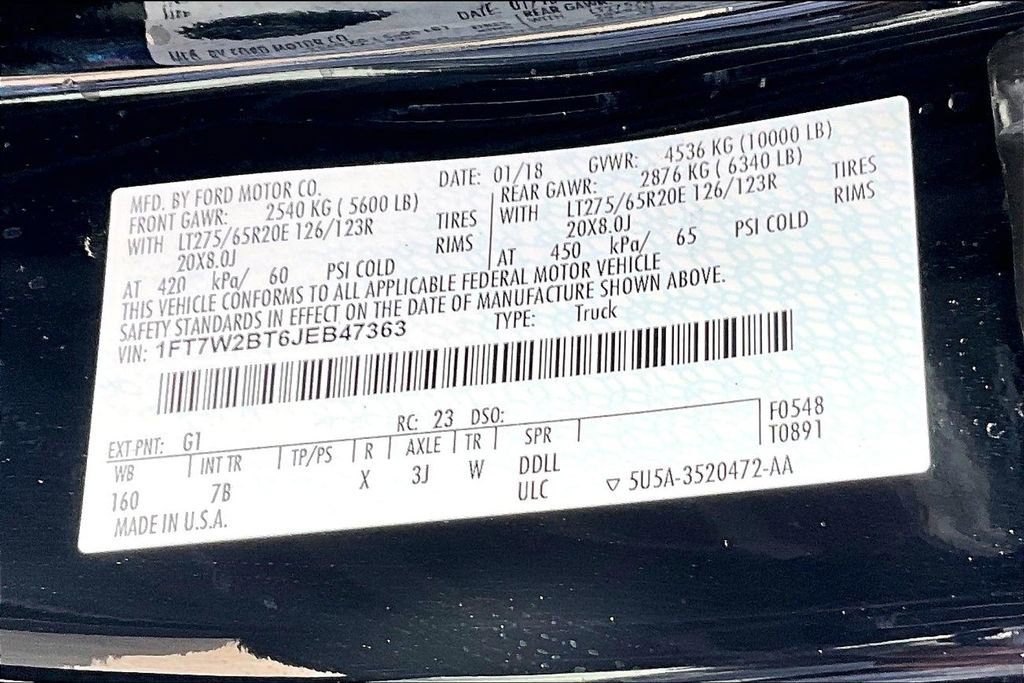 MFD. BY FORD MOTOR CO. DATE: 01/18 GVWR: 4536 KG (10000 LB)
FRONT GAWR: 2540 KG ( 5600 LB) REAR GAWR: 2876 KG ( 6340 LB)
WITH LT275/65R20E 126/123R TIRES WITH LT275/65R20E 126/123R TIRES
20X8.0J RIMS 20X8.0J RIMS
AT 420 kPa/ 60 PSI COLD AT 450 kPa/ 65 PSI COLD
THIS VEHICLE CONFORMS TO ALL APPLICABLE FEDERAL MOTOR VEHICLE
SAFETY STANDARDS IN EFFECT ON THE DATE OF MANUFACTURE SHOWN ABOVE.
VIN: 1FT7W2BT6JEB47363 TYPE: Truck
EXT-PNT: G1 RC: 23 DSO: F0548
WB INT TR TP/PS R AXLE TR SPR T0891
160 7B X 3J W DDLL
MADE IN U.S.A. ULC ▽ 5U5A-3520472-AA